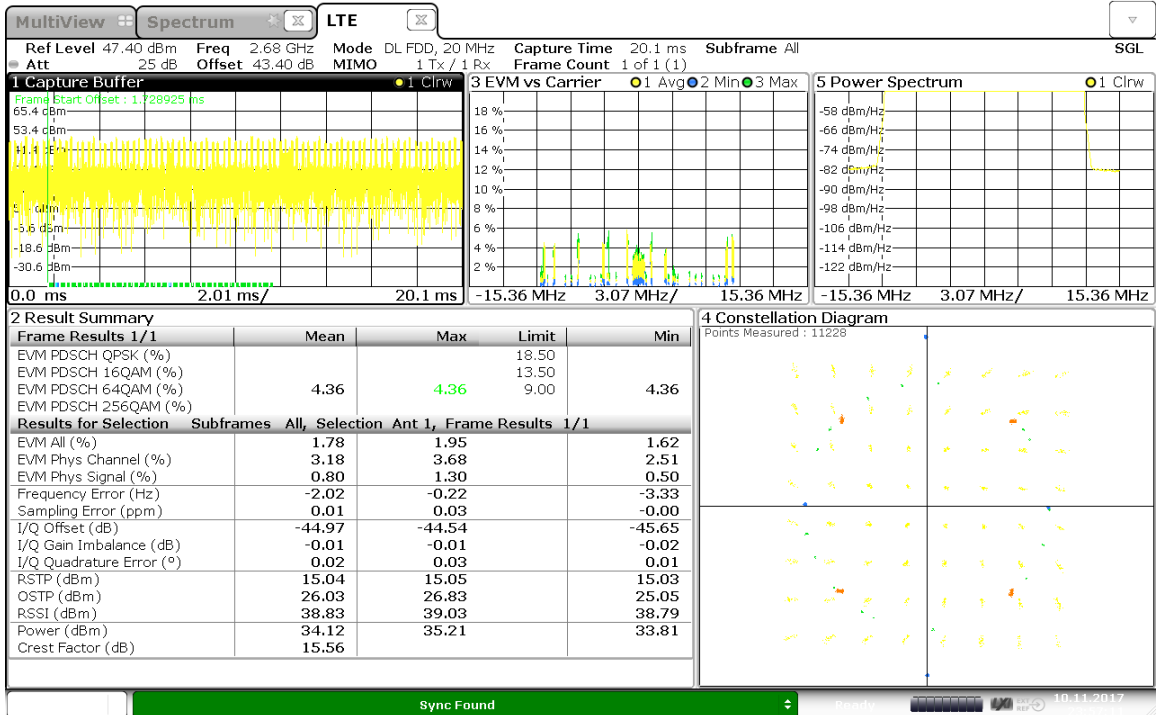 MultiView Spectrum LTE
Ref Level 47.40 dBm Freq 2.68 GHz Mode DL FDD, 20 MHz Capture Time 20.1 ms Subframe All SGL
Att 25 dB Offset 43.40 dB MIMO 1 Tx / 1 Rx Frame Count 1 of 1 (1)
1 Capture Buffer 1 Clrw
Frame Start Offset : 1.728925 ms
65.4 dBm
53.4 dBm
41.4 dBm
-18.6 dBm
-30.6 dBm
0.0 ms 2.01 ms/ 20.1 ms
3 EVM vs Carrier 1 Avg 2 Min 3 Max
18 %
16 %
14 %
12 %
10 %
8 %
6 %
4 %
2 %
-15.36 MHz 3.07 MHz/ 15.36 MHz
5 Power Spectrum 1 Clrw
-58 dBm/Hz
-66 dBm/Hz
-74 dBm/Hz
-82 dBm/Hz
-90 dBm/Hz
-98 dBm/Hz
-106 dBm/Hz
-114 dBm/Hz
-122 dBm/Hz
-15.36 MHz 3.07 MHz/ 15.36 MHz
2 Result Summary
Frame Results 1/1 Mean Max Limit Min
EVM PDSCH QPSK (%) 18.50
EVM PDSCH 16QAM (%) 13.50
EVM PDSCH 64QAM (%) 4.36 4.36 9.00 4.36
EVM PDSCH 256QAM (%)
Results for Selection Subframes All, Selection Ant 1, Frame Results 1/1
EVM All (%) 1.78 1.95 1.62
EVM Phys Channel (%) 3.18 3.68 2.51
EVM Phys Signal (%) 0.80 1.30 0.50
Frequency Error (Hz) -2.02 -0.22 -3.33
Sampling Error (ppm) 0.01 0.03 -0.00
I/Q Offset (dB) -44.97 -44.54 -45.65
I/Q Gain Imbalance (dB) -0.01 -0.01 -0.02
I/Q Quadrature Error (°) 0.02 0.03 0.01
RSTP (dBm) 15.04 15.05 15.03
OSTP (dBm) 26.03 26.83 25.05
RSSI (dBm) 38.83 39.03 38.79
Power (dBm) 34.12 35.21 33.81
Crest Factor (dB) 15.56
4 Constellation Diagram
Points Measured : 11228
Sync Found
Ready
LXI
EXT
REF
10.11.2017